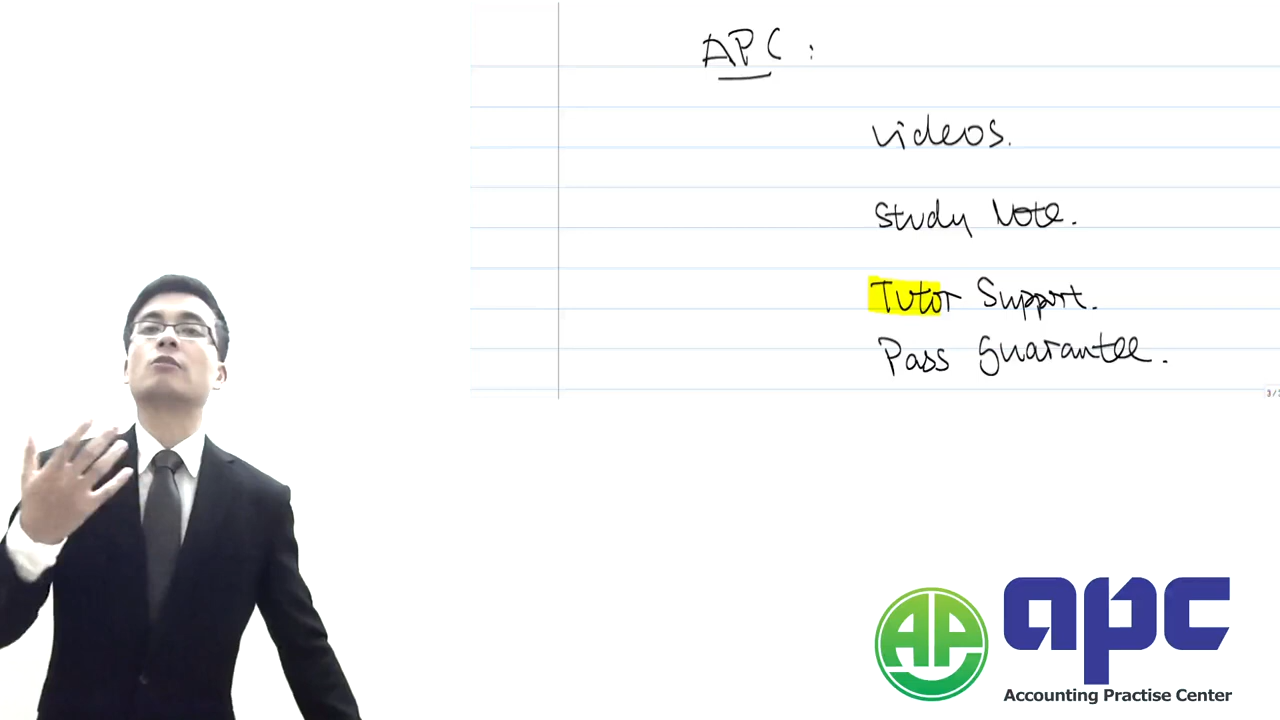 APC:
videos.
Study Note.
Tutor Support.
Pass guarantee.
AP
apc
Accounting Practise Center